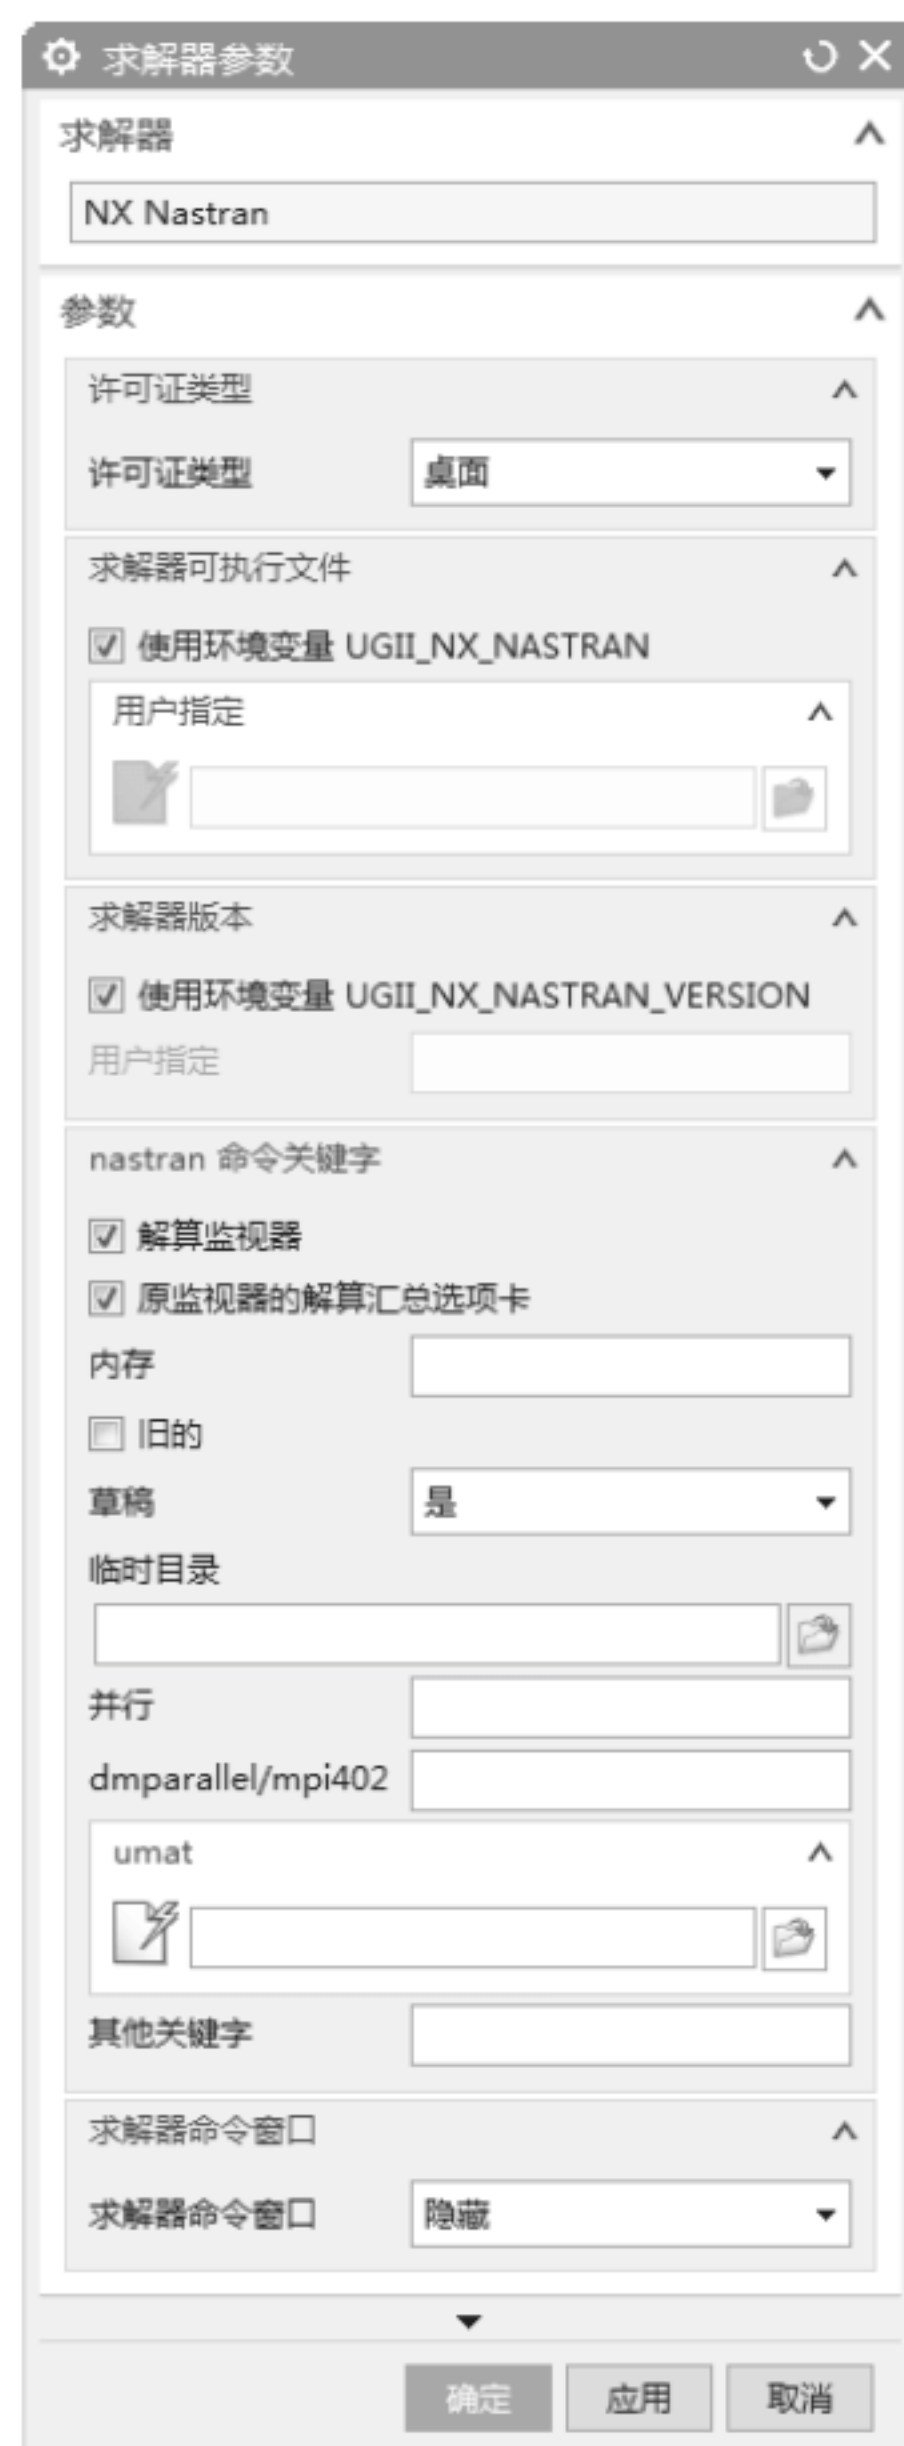 求解器参数
求解器
NX Nastran
参数
许可证类型
许可证类型 桌面
求解器可执行文件
使用环境变量 UGII_NX_NASTRAN
用户指定
求解器版本
使用环境变量 UGII_NX_NASTRAN_VERSION
用户指定
nastran 命令关键字
解算监视器
原监视器的解算汇总选项卡
内存
旧的
草稿 是
临时目录
并行
dmparallel/mpi402
umat
其他关键字
求解器命令窗口
求解器命令窗口 隐藏
确定 应用 取消